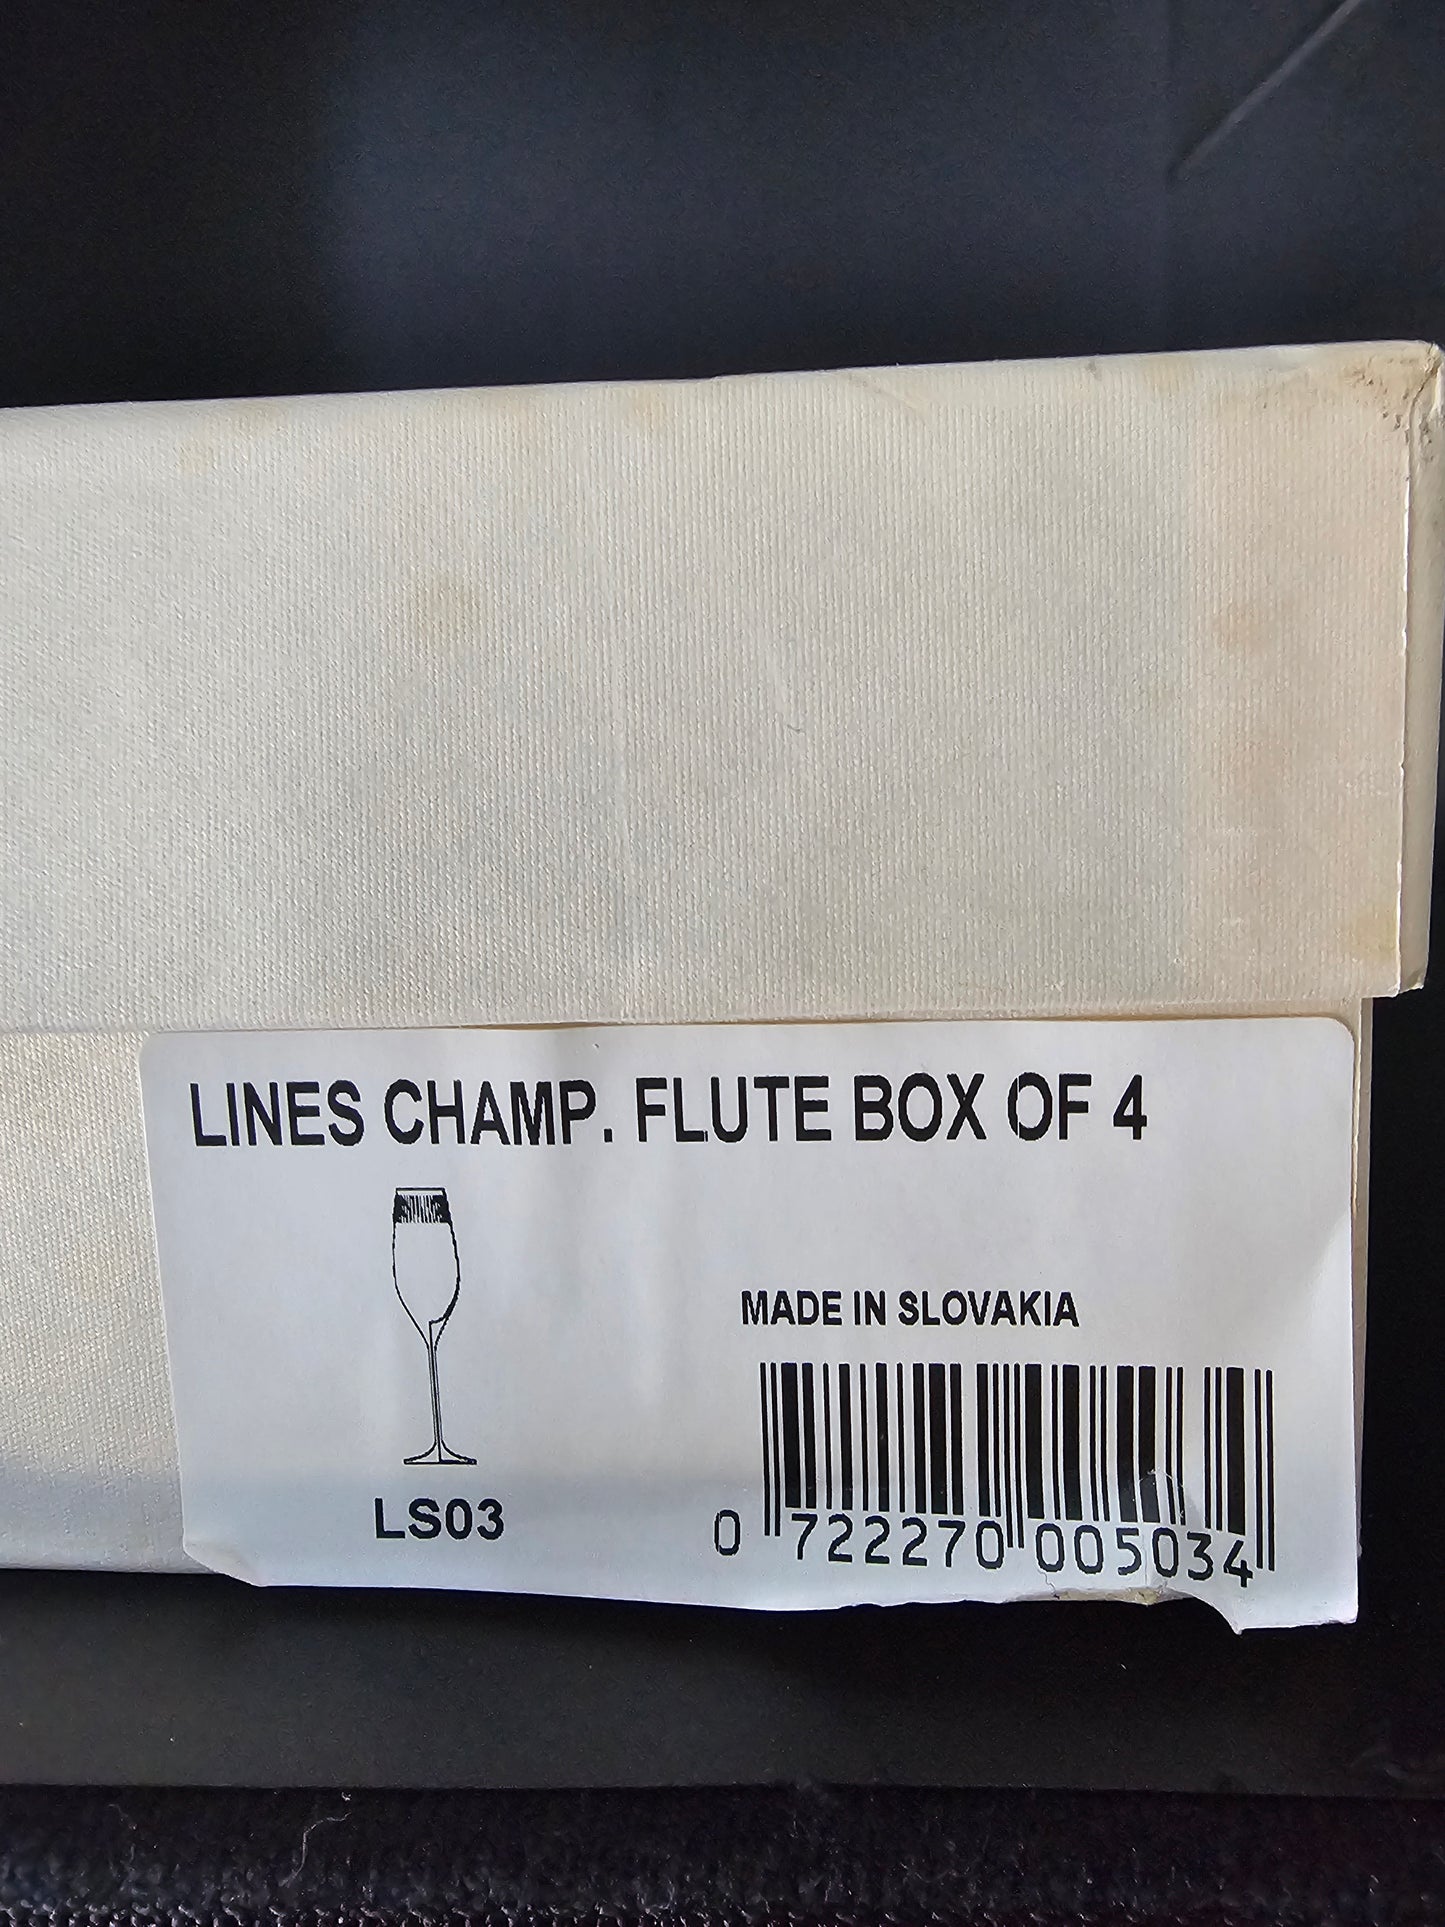 LINES CHAMP. FLUTE BOX OF 4
MADE IN SLOVAKIA
LS03
0 722270 005034